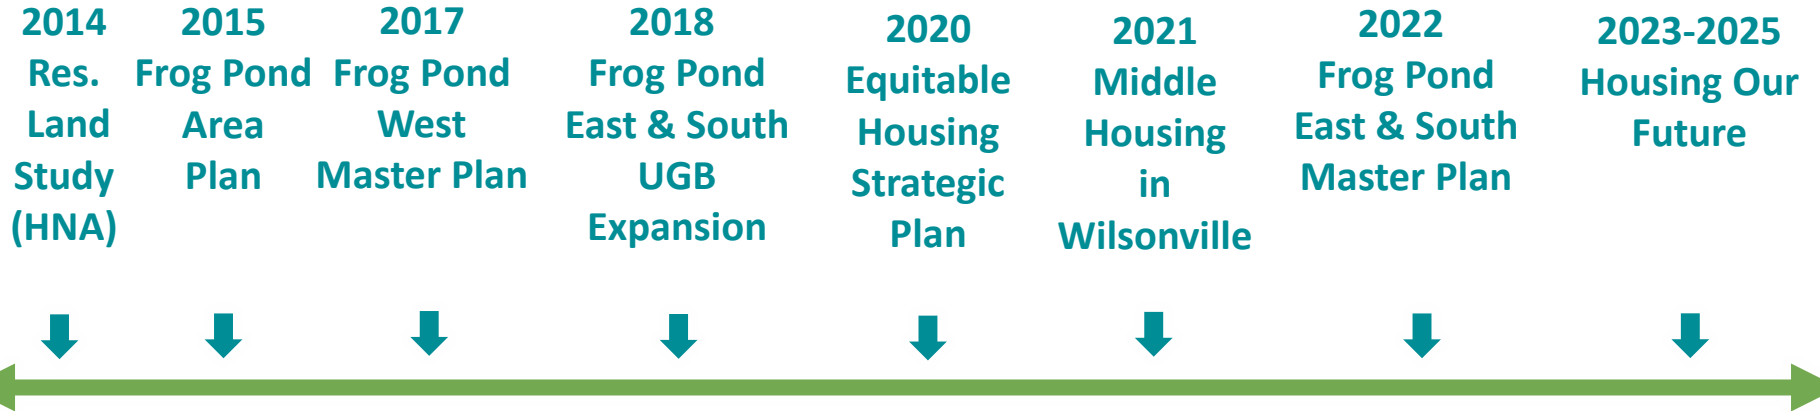 2014
Res.
Land
Study
(HNA)
2015
Frog Pond
Area
Plan
2017
Frog Pond
West
Master Plan
2018
Frog Pond
East & South
UGB
Expansion
2020
Equitable
Housing
Strategic
Plan
2021
Middle
Housing
in
Wilsonville
2022
Frog Pond
East & South
Master Plan
2023-2025
Housing Our
Future